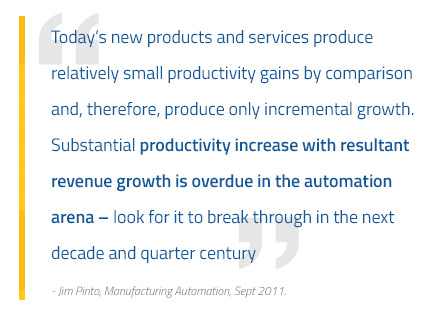 Today's new products and services produce
relatively small productivity gains by comparison
and, therefore, produce only incremental growth.
Substantial productivity increase with resultant
revenue growth is overdue in the automation
arena – look for it to break through in the next
decade and quarter century
- Jim Pinto, Manufacturing Automation, Sept 2011.